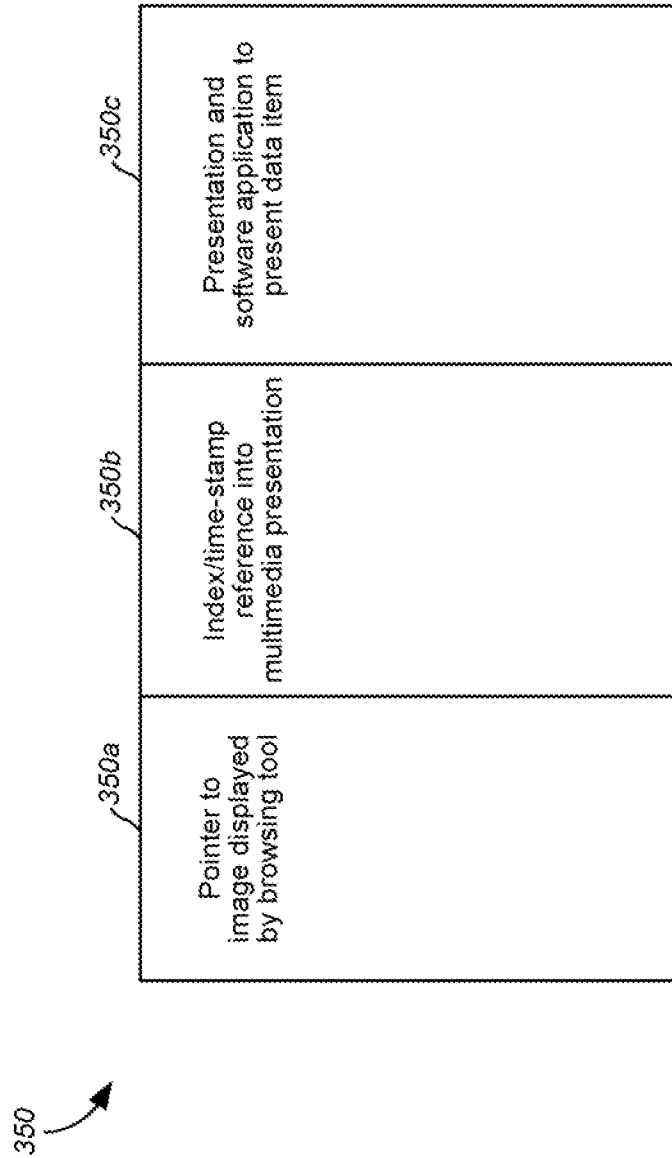 350
350a
350b
350c
Pointer to
image displayed
by browsing tool
Index/time-stamp
reference into
multimedia presentation
Presentation and
software application to
present data item